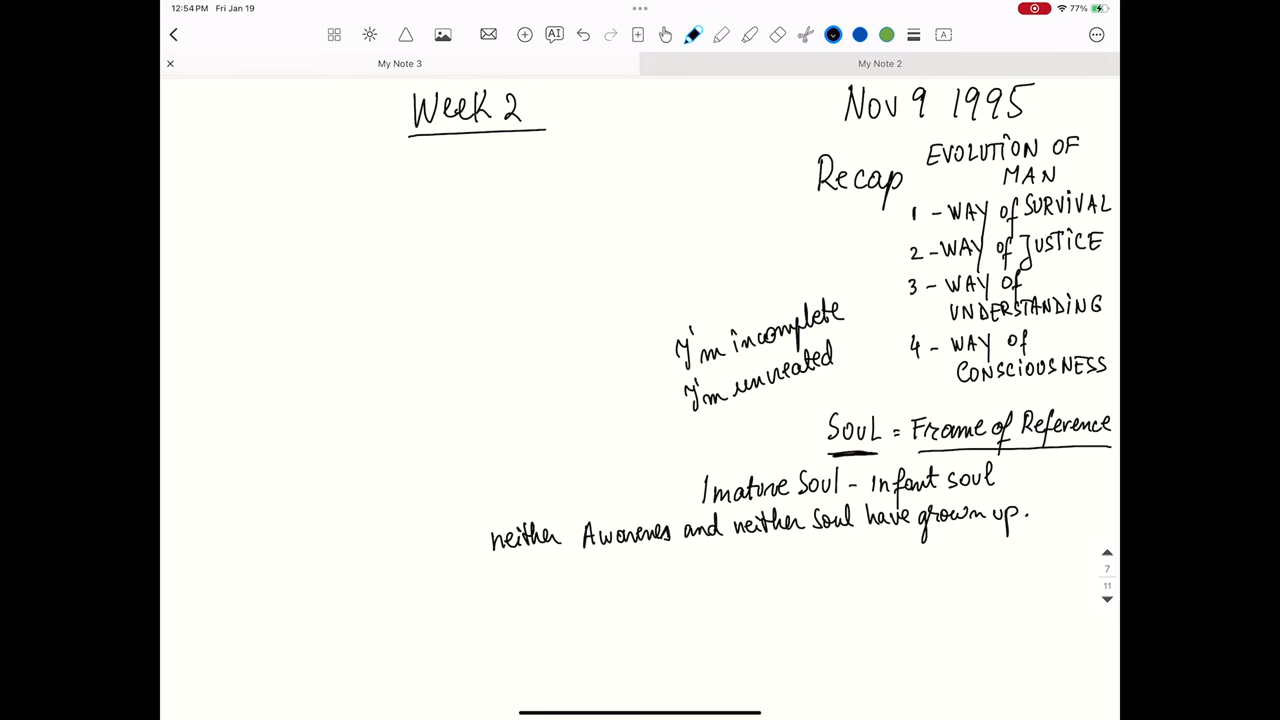 12:54 PM Fri Jan 19
77%
My Note 3
My Note 2
Week 2
Nov 9 1995
Recap
EVOLUTION OF
MAN
1 - WAY of SURVIVAL
2 - WAY of JUSTICE
3 - WAY of
UNDERSTANDING
4 - WAY of
CONSCIOUSNESS
I'm incomplete
I'm uncreated
SOUL = Frame of Reference
Imature Soul - infant soul
neither Awarenes and neither Soul have grown up.
7
11